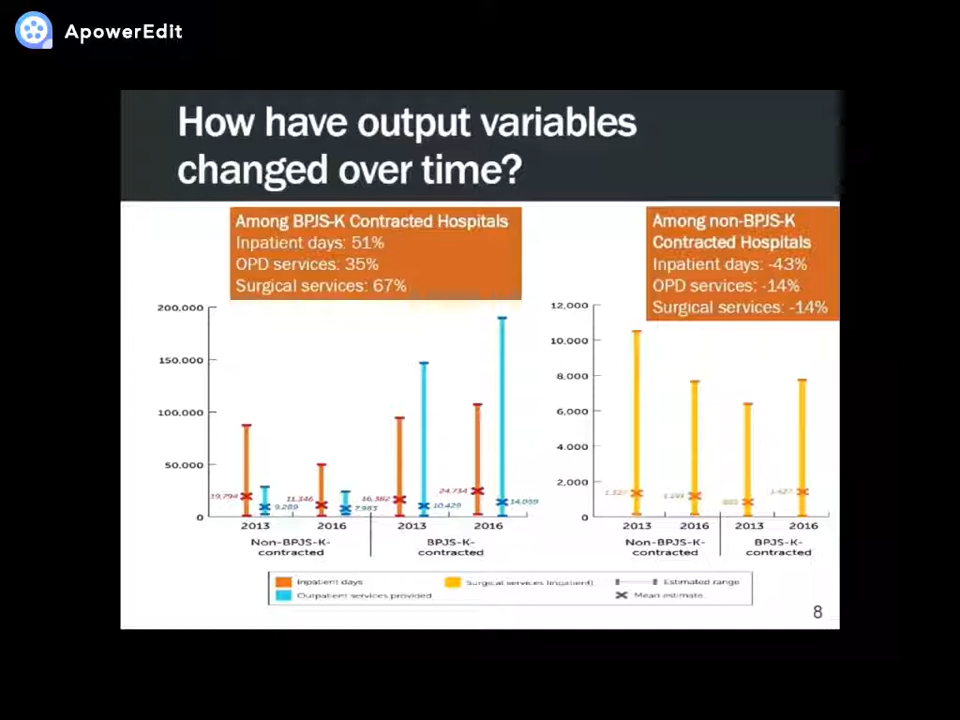 ApowerEdit
How have output variables
changed over time?
Among BPJS-K Contracted Hospitals
Inpatient days: 51%
OPD services: 35%
Surgical services: 67%
Among non-BPJS-K
Contracted Hospitals
Inpatient days: -43%
OPD services: -14%
Surgical services: -14%
200,000
150,000
100,000
50,000
0
19,794
9,289
11,346
7,983
16,382
10,429
24,734
14,059
2013
2016
2013
2016
Non-BPJS-K-
contracted
BPJS-K-
contracted
12,000
10,000
8,000
6,000
4,000
2,000
0
2013
2016
2013
2016
Non-BPJS-K-
contracted
BPJS-K-
contracted
Inpatient days
Surgical services (inpatient)
Estimated range
Outpatient services provided
Mean estimate
8